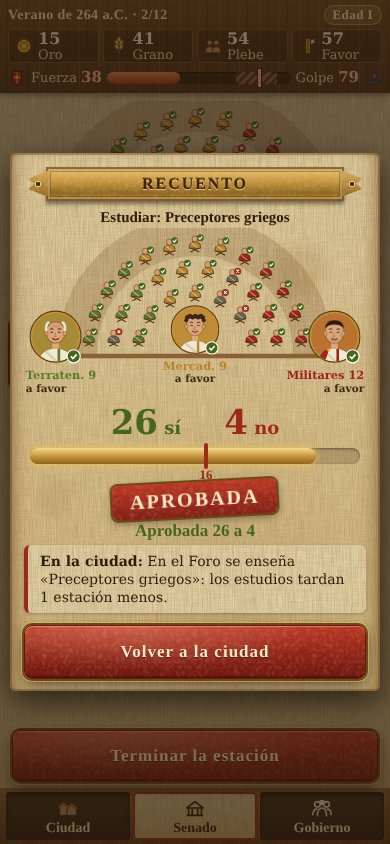 Verano de 264 a.C. · 2/12
Edad I
15
Oro
41
Grano
54
Plebe
57
Favor
Fuerza 38
Golpe 79
RECUENTO
Estudiar: Preceptores griegos
Terraten. 9
a favor
Mercad. 9
a favor
Militares 12
a favor
26 sí
4 no
16
APROBADA
Aprobada 26 a 4
En la ciudad: En el Foro se enseña
«Preceptores griegos»: los estudios tardan
1 estación menos.
Volver a la ciudad
Terminar la estación
Ciudad
Senado
Gobierno